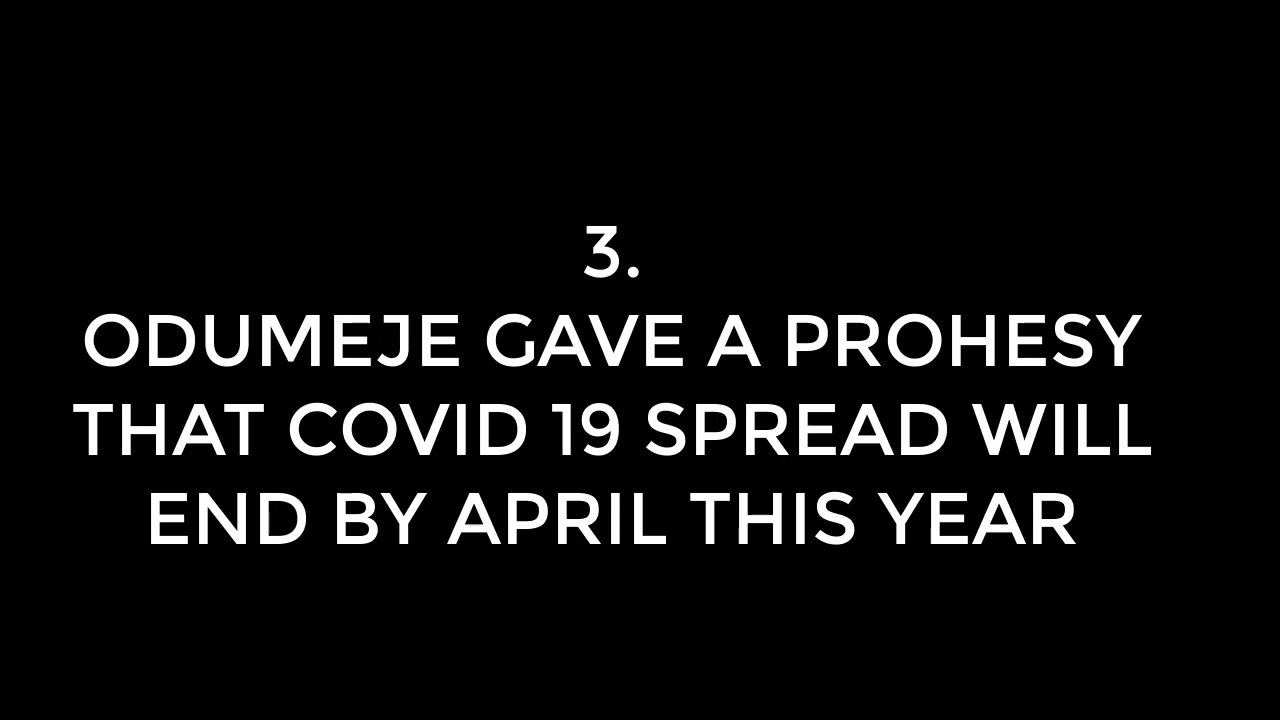 3.
ODUMEJE GAVE A PROHESY
THAT COVID 19 SPREAD WILL
END BY APRIL THIS YEAR